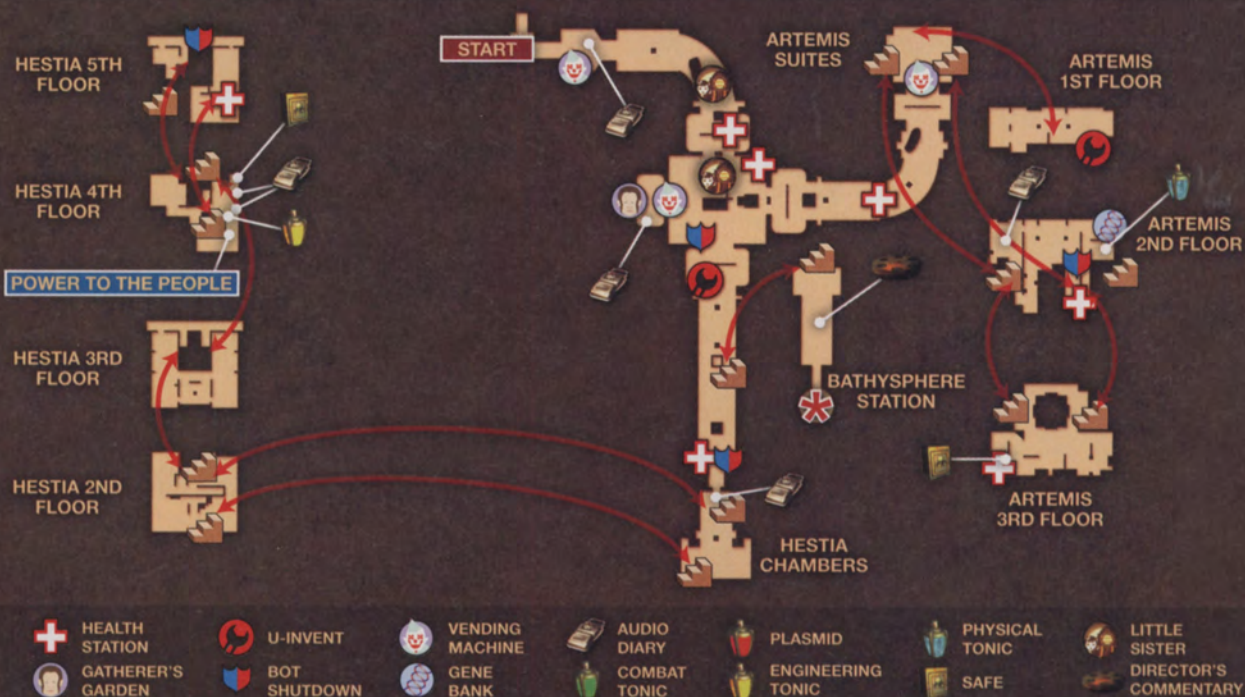 START
ARTEMIS
SUITES
ARTEMIS
1ST FLOOR
HESTIA 5TH
FLOOR
HESTIA 4TH
FLOOR
ARTEMIS
2ND FLOOR
POWER TO THE PEOPLE
HESTIA 3RD
FLOOR
BATHYSPHERE
STATION
HESTIA 2ND
FLOOR
ARTEMIS
3RD FLOOR
HESTIA
CHAMBERS
HEALTH
STATION
U-INVENT
VENDING
MACHINE
AUDIO
DIARY
PLASMID
PHYSICAL
TONIC
LITTLE
SISTER
GATHERER'S
GARDEN
BOT
SHUTDOWN
GENE
BANK
COMBAT
TONIC
ENGINEERING
TONIC
SAFE
DIRECTOR'S
COMMENTARY